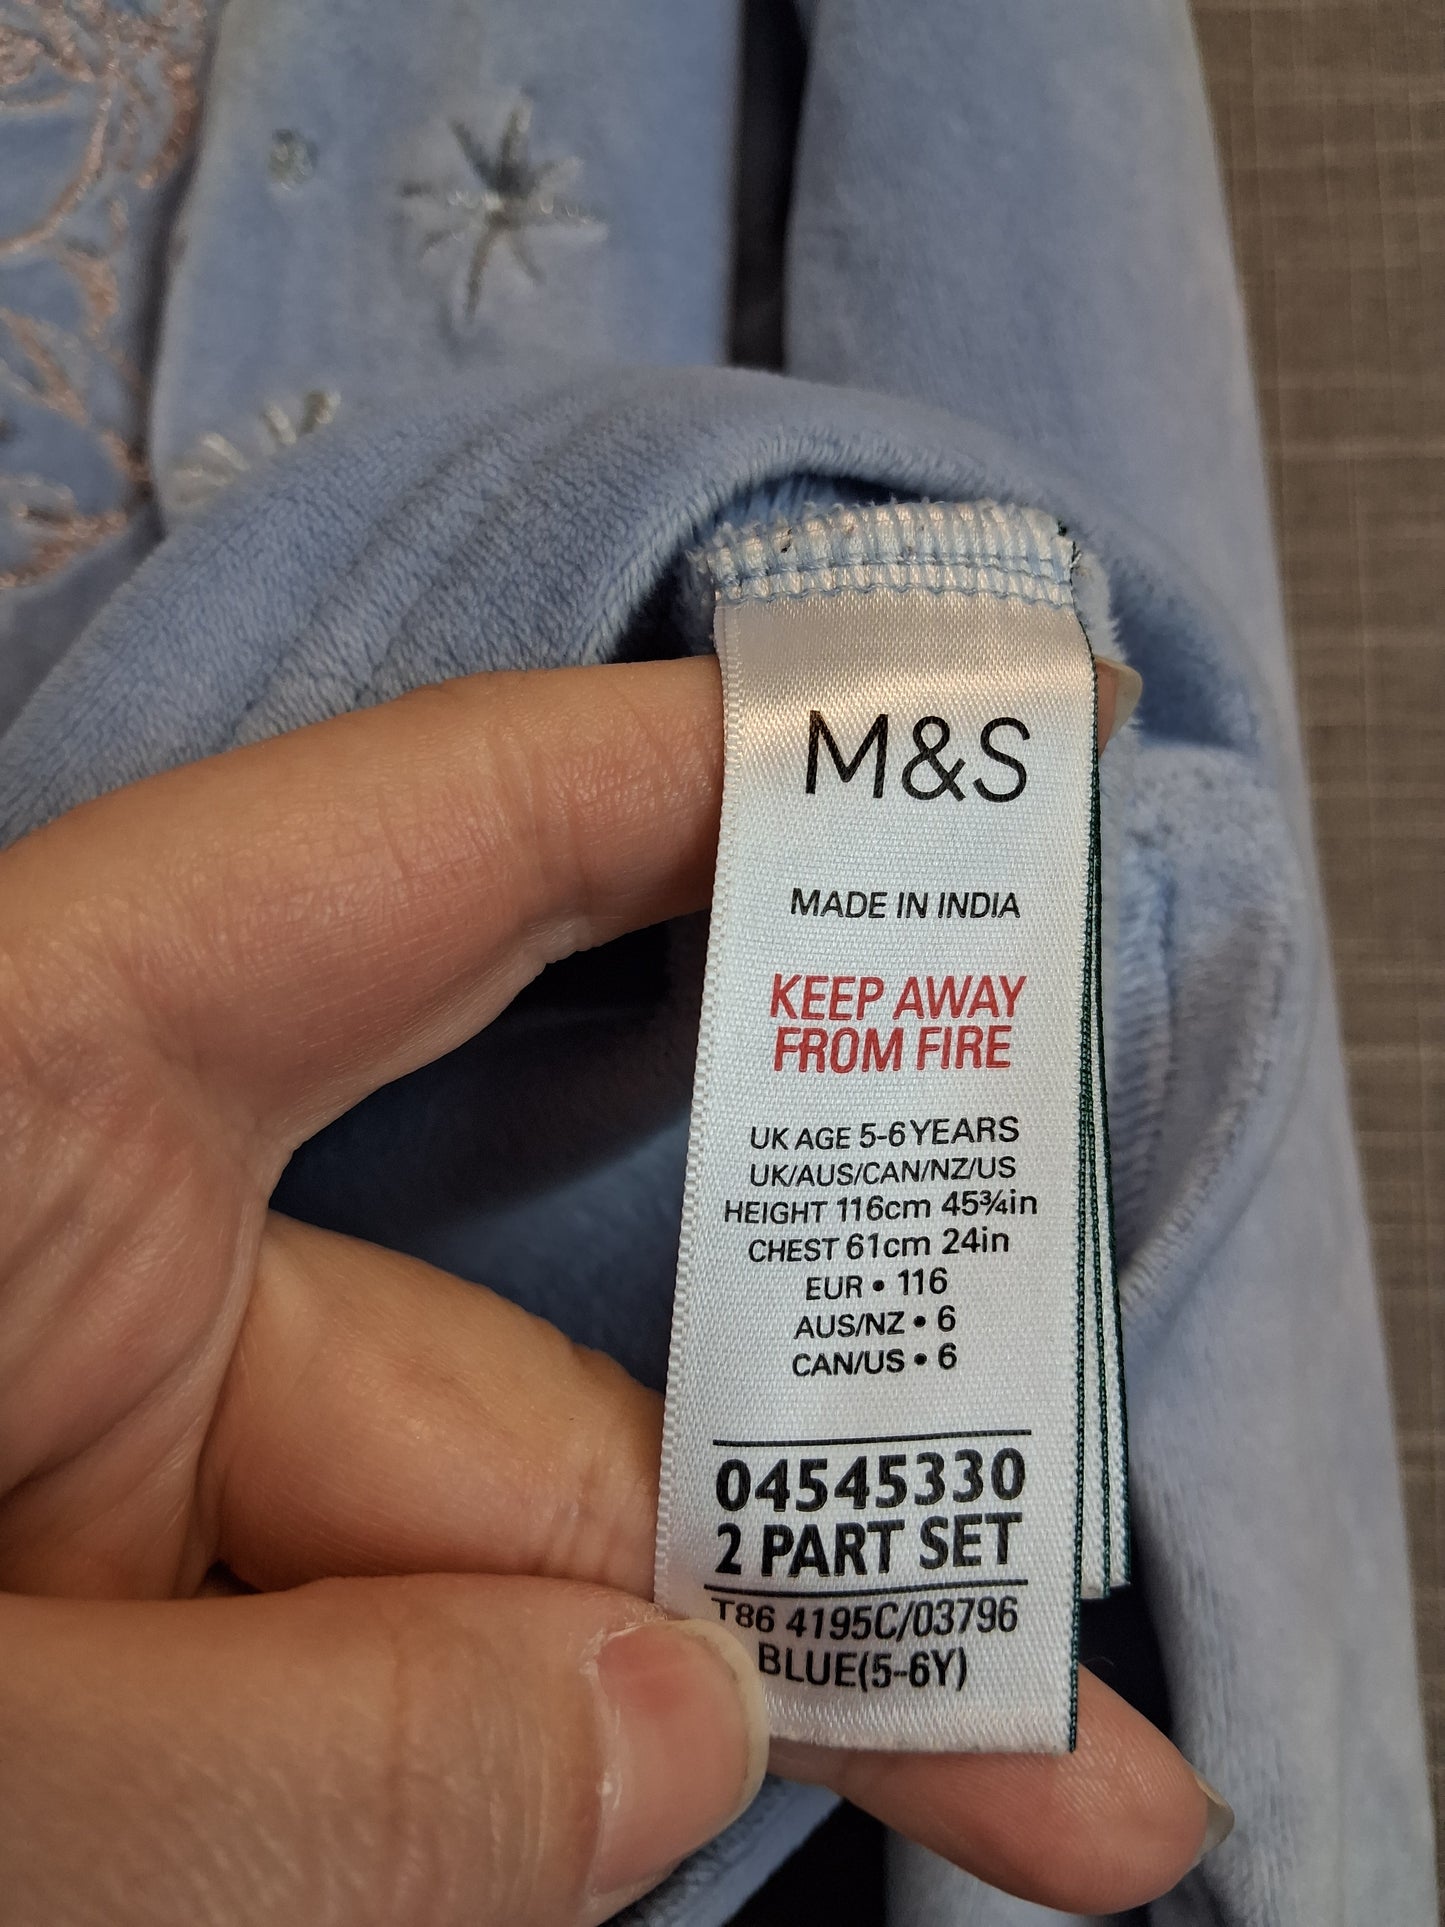 M&S
MADE IN INDIA
KEEP AWAY
FROM FIRE
UK AGE 5-6 YEARS
UK/AUS/CAN/NZ/US
HEIGHT 116cm 45¾in
CHEST 61cm 24in
EUR • 116
AUS/NZ • 6
CAN/US • 6
04545330
2 PART SET
T86 4195C/03796
BLUE(5-6Y)